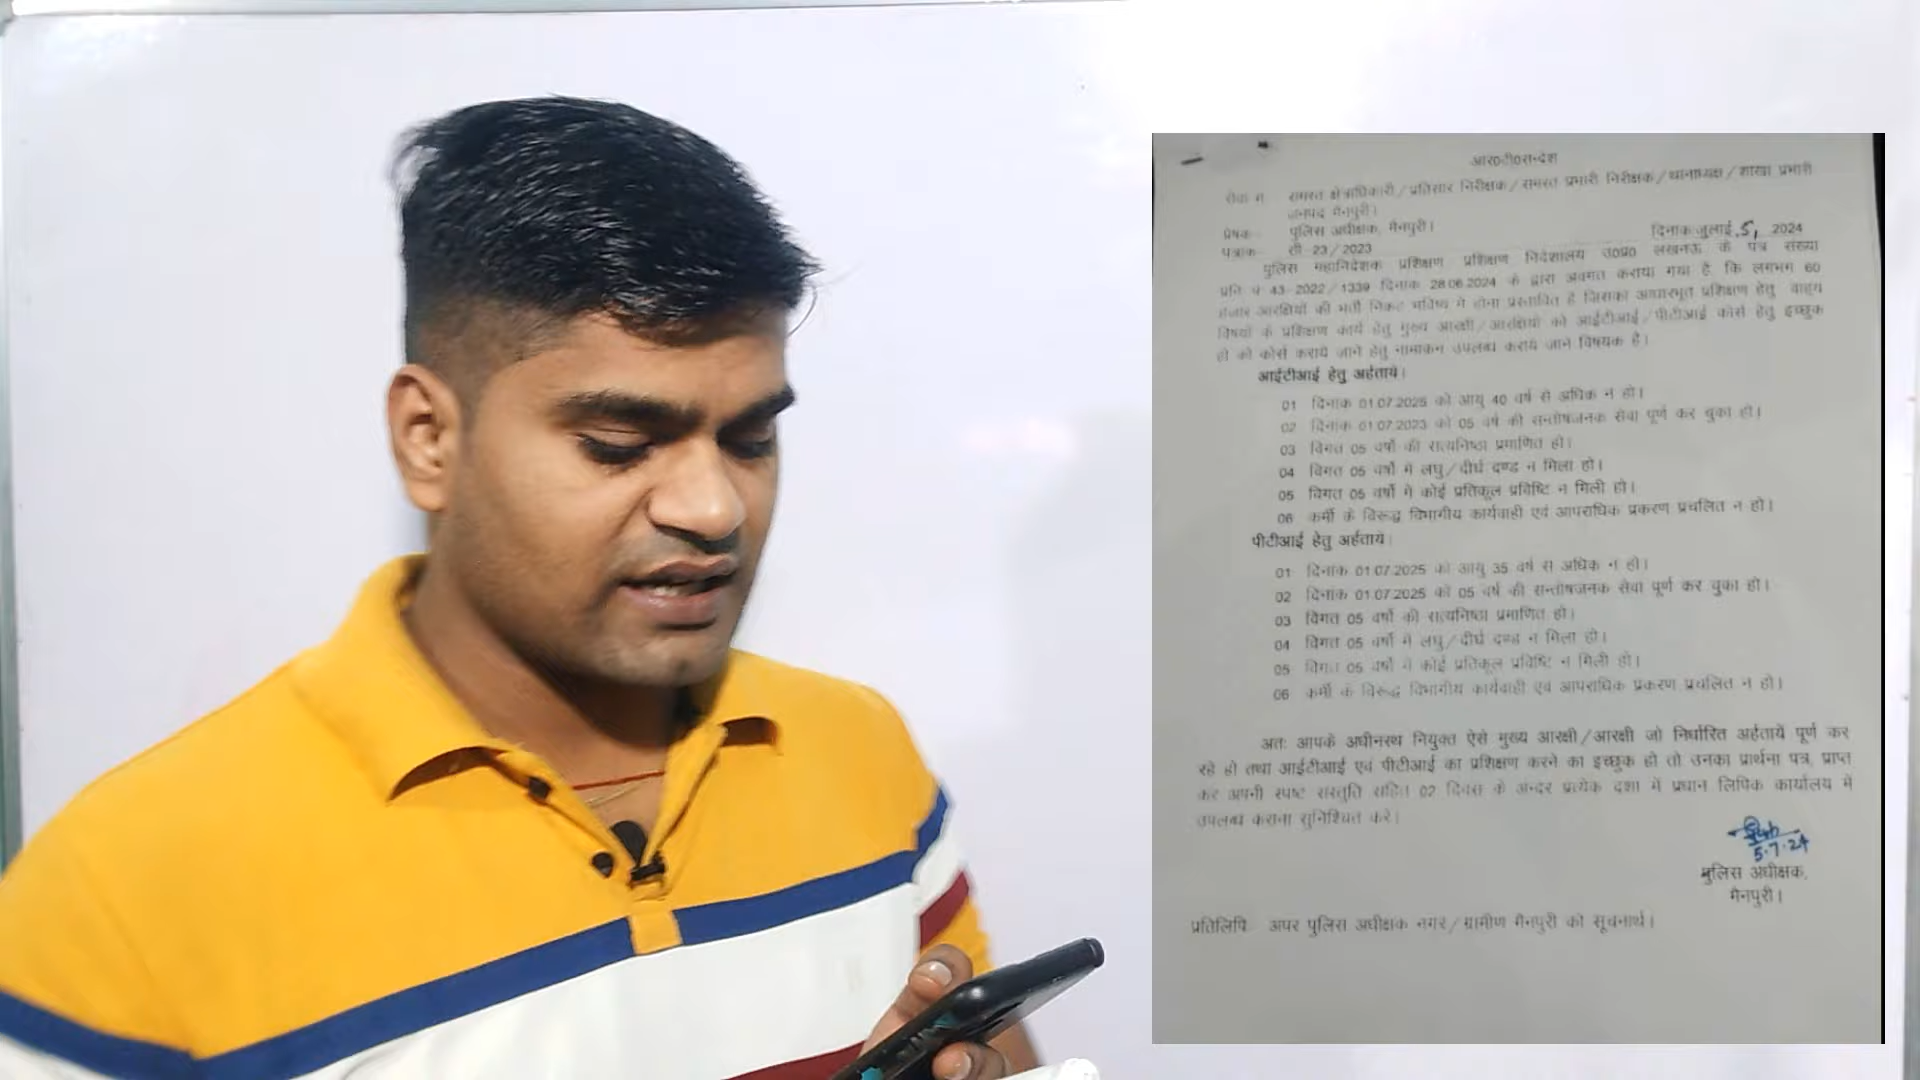 आर०टी०सन्देश
सेवा में समस्त क्षेत्राधिकारी/प्रतिसार निरीक्षक/समस्त प्रभारी निरीक्षक/थानाध्यक्ष/शाखा प्रभारी
जनपद मैनपुरी।
प्रेषक- पुलिस अधीक्षक, मैनपुरी।
दिनांक जुलाई 5, 2024
पत्रांक- सी-23/2023
पुलिस महानिदेशक प्रशिक्षण प्रशिक्षण निदेशालय उ०प्र० लखनऊ के पत्र संख्या
43-2022/1339 दिनांक 28.06.2024 के द्वारा अवगत कराया गया है, कि लगभग 60
हजार आरक्षियों की भर्ती निकट भविष्य में होना प्रस्तावित है जिसका आधारभूत प्रशिक्षण हेतु वाह्य
विषयों के प्रशिक्षण कार्य हेतु मुख्य आरक्षी/आरक्षियों को आईटीआई/पीटीआई कोर्स हेतु इच्छुक
हो को कोर्स कराये जाने हेतु नामांकन उपलब्ध कराये जाने विषयक है।
आईटीआई हेतु अर्हतायें।
01 दिनांक 01.07.2025 को आयु 40 वर्ष से अधिक न हो।
02 दिनांक 01.07.2023 को 05 वर्ष की सन्तोषजनक सेवा पूर्ण कर चुका हो।
03 विगत 05 वर्षों की सत्यनिष्ठा प्रमाणित हो।
04 विगत 05 वर्षों में लघु/दीर्घ दण्ड न मिला हो।
05 विगत 05 वर्षों में कोई प्रतिकूल प्रविष्टि न मिली हो।
06 कर्मी के विरूद्ध विभागीय कार्यवाही एवं आपराधिक प्रकरण प्रचलित न हो।
पीटीआई हेतु अर्हतायें।
01 दिनांक 01.07.2025 को आयु 35 वर्ष से अधिक न हो।
02 दिनांक 01.07.2025 को 05 वर्ष की सन्तोषजनक सेवा पूर्ण कर चुका हो।
03 विगत 05 वर्षों की सत्यनिष्ठा प्रमाणित हो।
04 विगत 05 वर्षों में लघु/दीर्घ दण्ड न मिला हो।
05 विगत 05 वर्षों में कोई प्रतिकूल प्रविष्टि न मिली हो।
06 कर्मी के विरूद्ध विभागीय कार्यवाही एवं आपराधिक प्रकरण प्रचलित न हो।
अतः आपके अधीनस्थ नियुक्त ऐसे मुख्य आरक्षी/आरक्षी जो निर्धारित अर्हतायें पूर्ण कर
रहे हो तथा आईटीआई एवं पीटीआई का प्रशिक्षण करने का इच्छुक हो तो उनका प्रार्थना पत्र, प्राप्त
कर अपनी स्पष्ट संस्तुति सहित 02 दिवस के अन्दर प्रत्येक दशा में प्रधान लिपिक कार्यालय में
उपलब्ध कराना सुनिश्चित करे।
5.7.24
पुलिस अधीक्षक,
मैनपुरी।
प्रतिलिपि- अपर पुलिस अधीक्षक नगर/ग्रामीण मैनपुरी को सूचनार्थ।